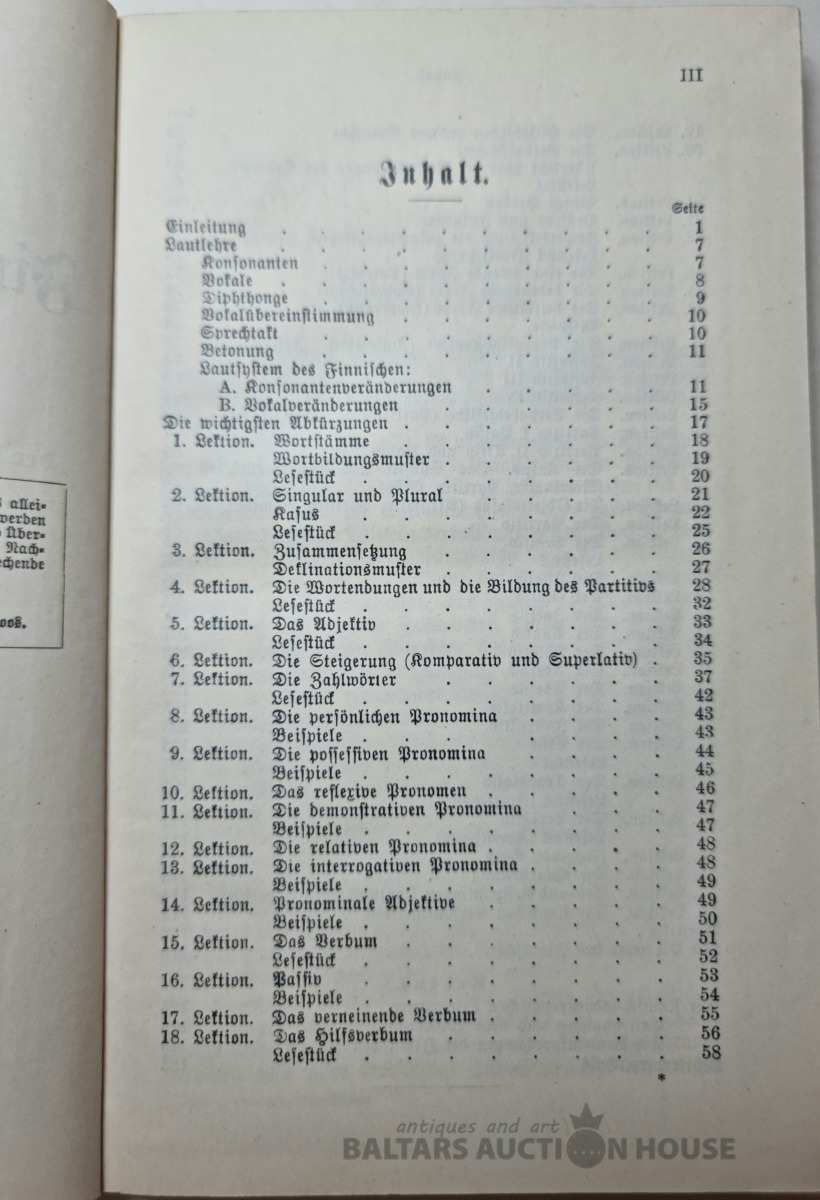 III
Inhalt.
Seite
Einleitung . . . . . . . . . . 1
Lautlehre . . . . . . . . . . 7
Konsonanten . . . . . . . . . 7
Vokale . . . . . . . . . . 8
Diphthonge . . . . . . . . . 9
Vokalübereinstimmung . . . . . . . 10
Sprechtakt . . . . . . . . . 10
Betonung . . . . . . . . . 11
Lautsystem des Finnischen:
A. Konsonantenveränderungen . . . . . 11
B. Vokalveränderungen . . . . . . 15
Die wichtigsten Abkürzungen . . . . . . . 17
1. Lektion. Wortstämme . . . . . . . 18
Wortbildungsmuster . . . . . . 19
Lesestück . . . . . . . . 20
2. Lektion. Singular und Plural . . . . . 21
Kasus . . . . . . . . 22
Lesestück . . . . . . . . 25
3. Lektion. Zusammensetzung . . . . . . 26
Deklinationsmuster . . . . . . 27
4. Lektion. Die Wortendungen und die Bildung des Partitivs 28
Lesestück . . . . . . . . 32
5. Lektion. Das Adjektiv . . . . . . . 33
Lesestück . . . . . . . . 34
6. Lektion. Die Steigerung (Komparativ und Superlativ) . 35
7. Lektion. Die Zahlwörter . . . . . . 37
Lesestück . . . . . . . . 42
8. Lektion. Die persönlichen Pronomina . . . . 43
Beispiele . . . . . . . 43
9. Lektion. Die possessiven Pronomina . . . . 44
Beispiele . . . . . . . . 45
10. Lektion. Das reflexive Pronomen . . . . . 46
11. Lektion. Die demonstrativen Pronomina . . . 47
Beispiele . . . . . . . . 47
12. Lektion. Die relativen Pronomina . . . . . 48
13. Lektion. Die interrogativen Pronomina . . . . 48
Beispiele . . . . . . . . 49
14. Lektion. Pronominale Adjektive . . . . . 49
Beispiele . . . . . . . . 50
15. Lektion. Das Verbum . . . . . . . 51
Lesestück . . . . . . . . 52
16. Lektion. Passiv . . . . . . . . 53
Beispiele . . . . . . . . 54
17. Lektion. Das verneinende Verbum . . . . . 55
18. Lektion. Das Hilfsverbum . . . . . . 56
Lesestück . . . . . . . . 58
*
allei-
werden
Über-
Nach-
antiques and art
BALTARS AUCTION HOUSE